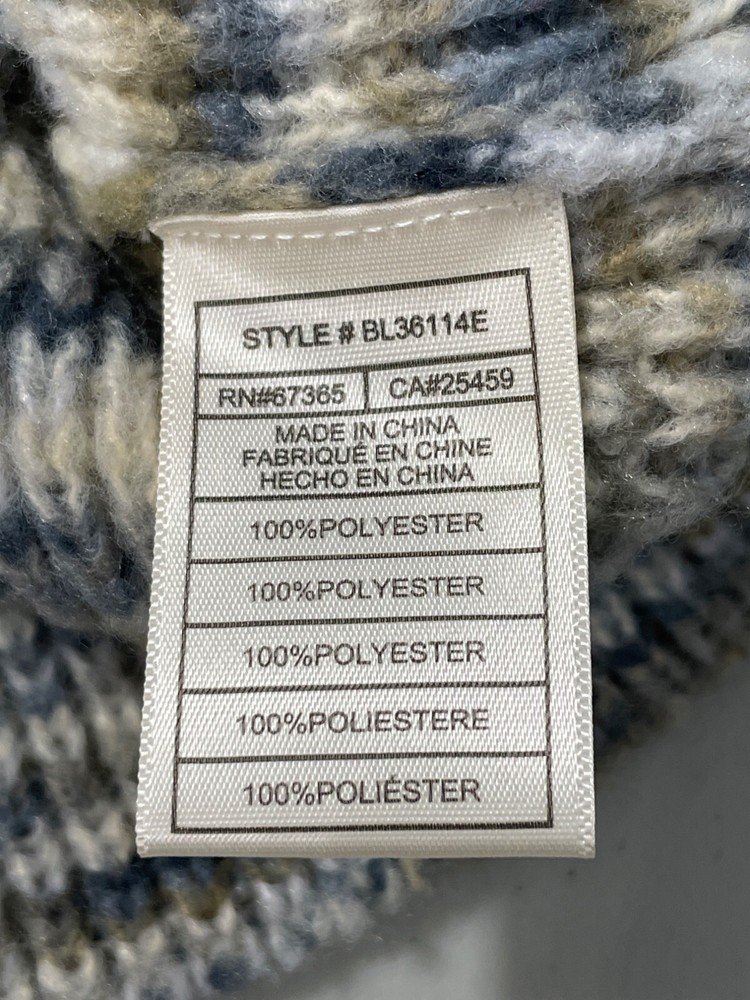 STYLE # BL36114E
RN#67365 CA#25459
MADE IN CHINA
FABRIQUÉ EN CHINE
HECHO EN CHINA
100%POLYESTER
100%POLYESTER
100%POLYESTER
100%POLIESTERE
100%POLIÉSTER